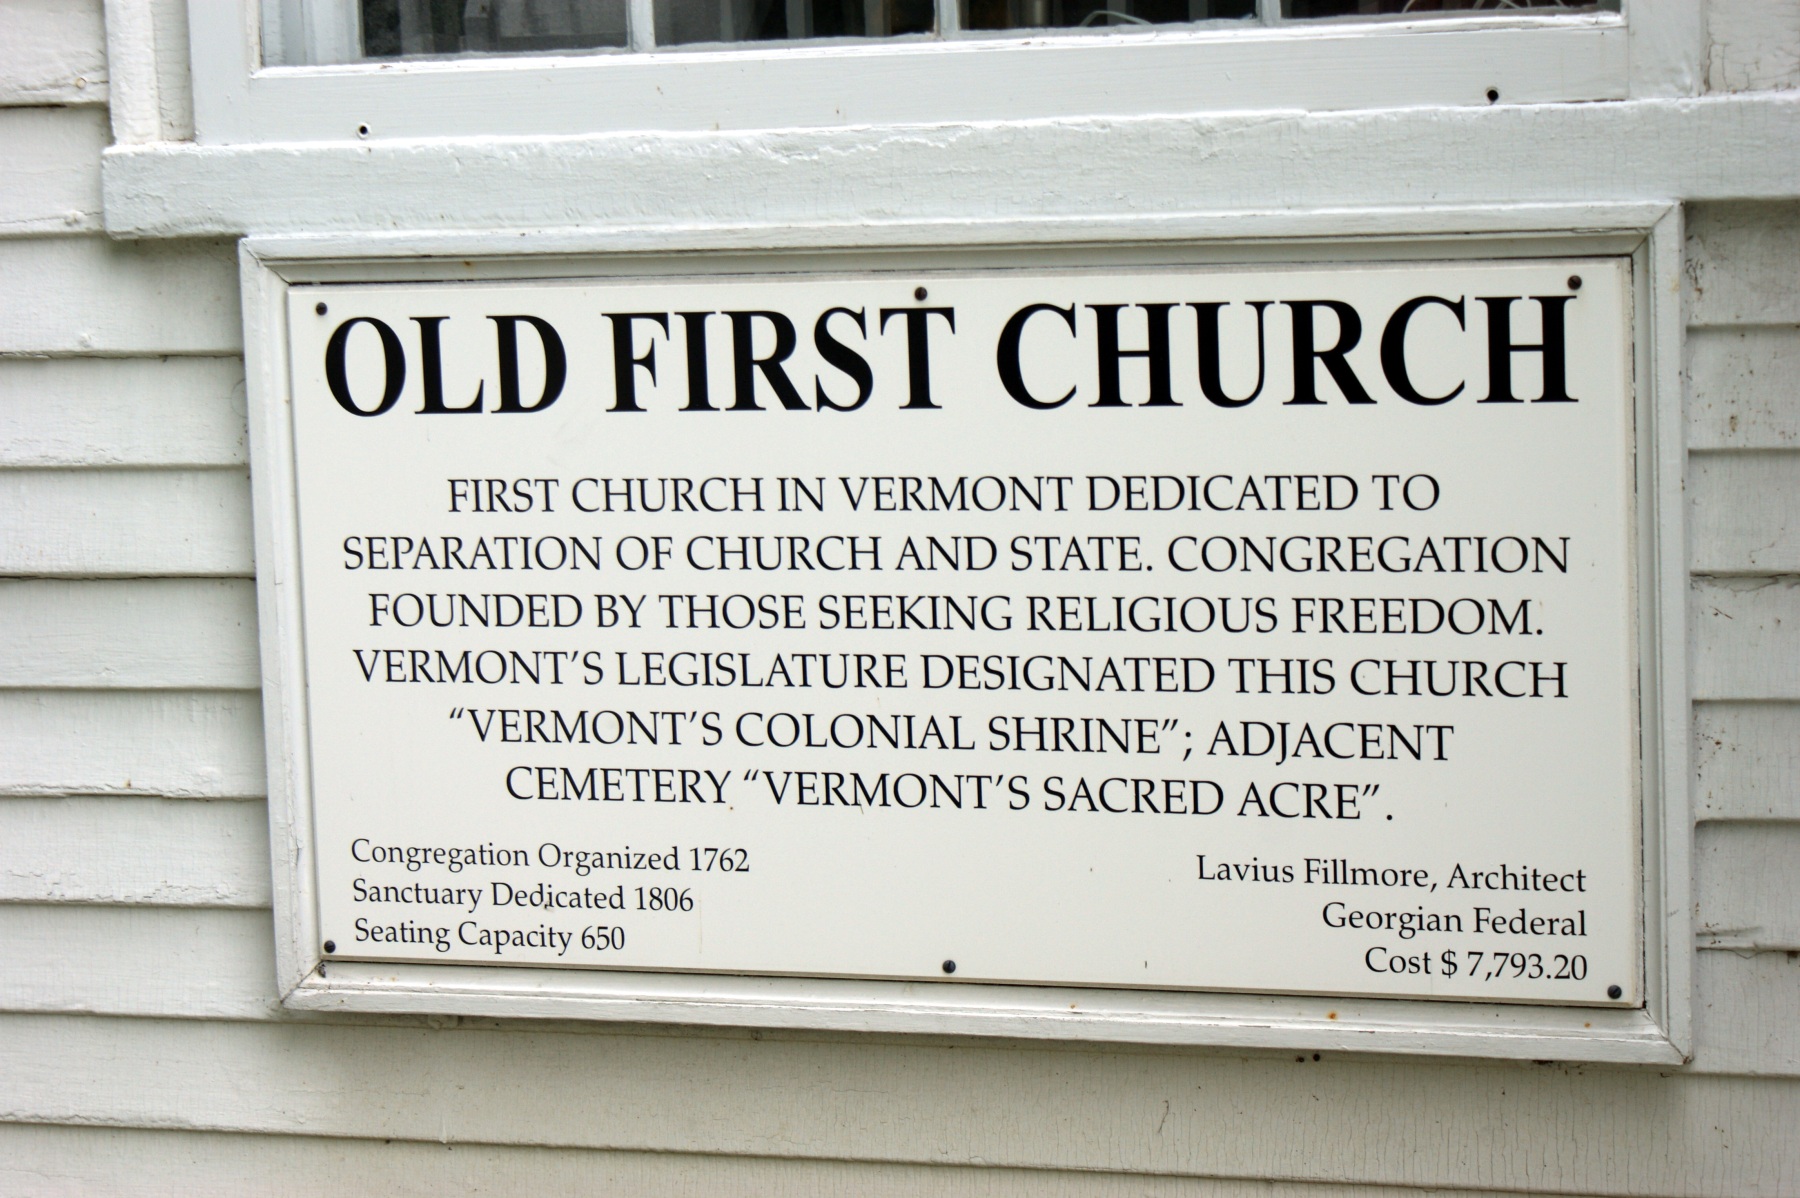 OLD FIRST CHURCH
FIRST CHURCH IN VERMONT DEDICATED TO
SEPARATION OF CHURCH AND STATE. CONGREGATION
FOUNDED BY THOSE SEEKING RELIGIOUS FREEDOM.
VERMONT'S LEGISLATURE DESIGNATED THIS CHURCH
“VERMONT’S COLONIAL SHRINE”; ADJACENT
CEMETERY “VERMONT’S SACRED ACRE”.
Congregation Organized 1762
Sanctuary Dedicated 1806
Seating Capacity 650
Lavius Fillmore, Architect
Georgian Federal
Cost $ 7,793.20